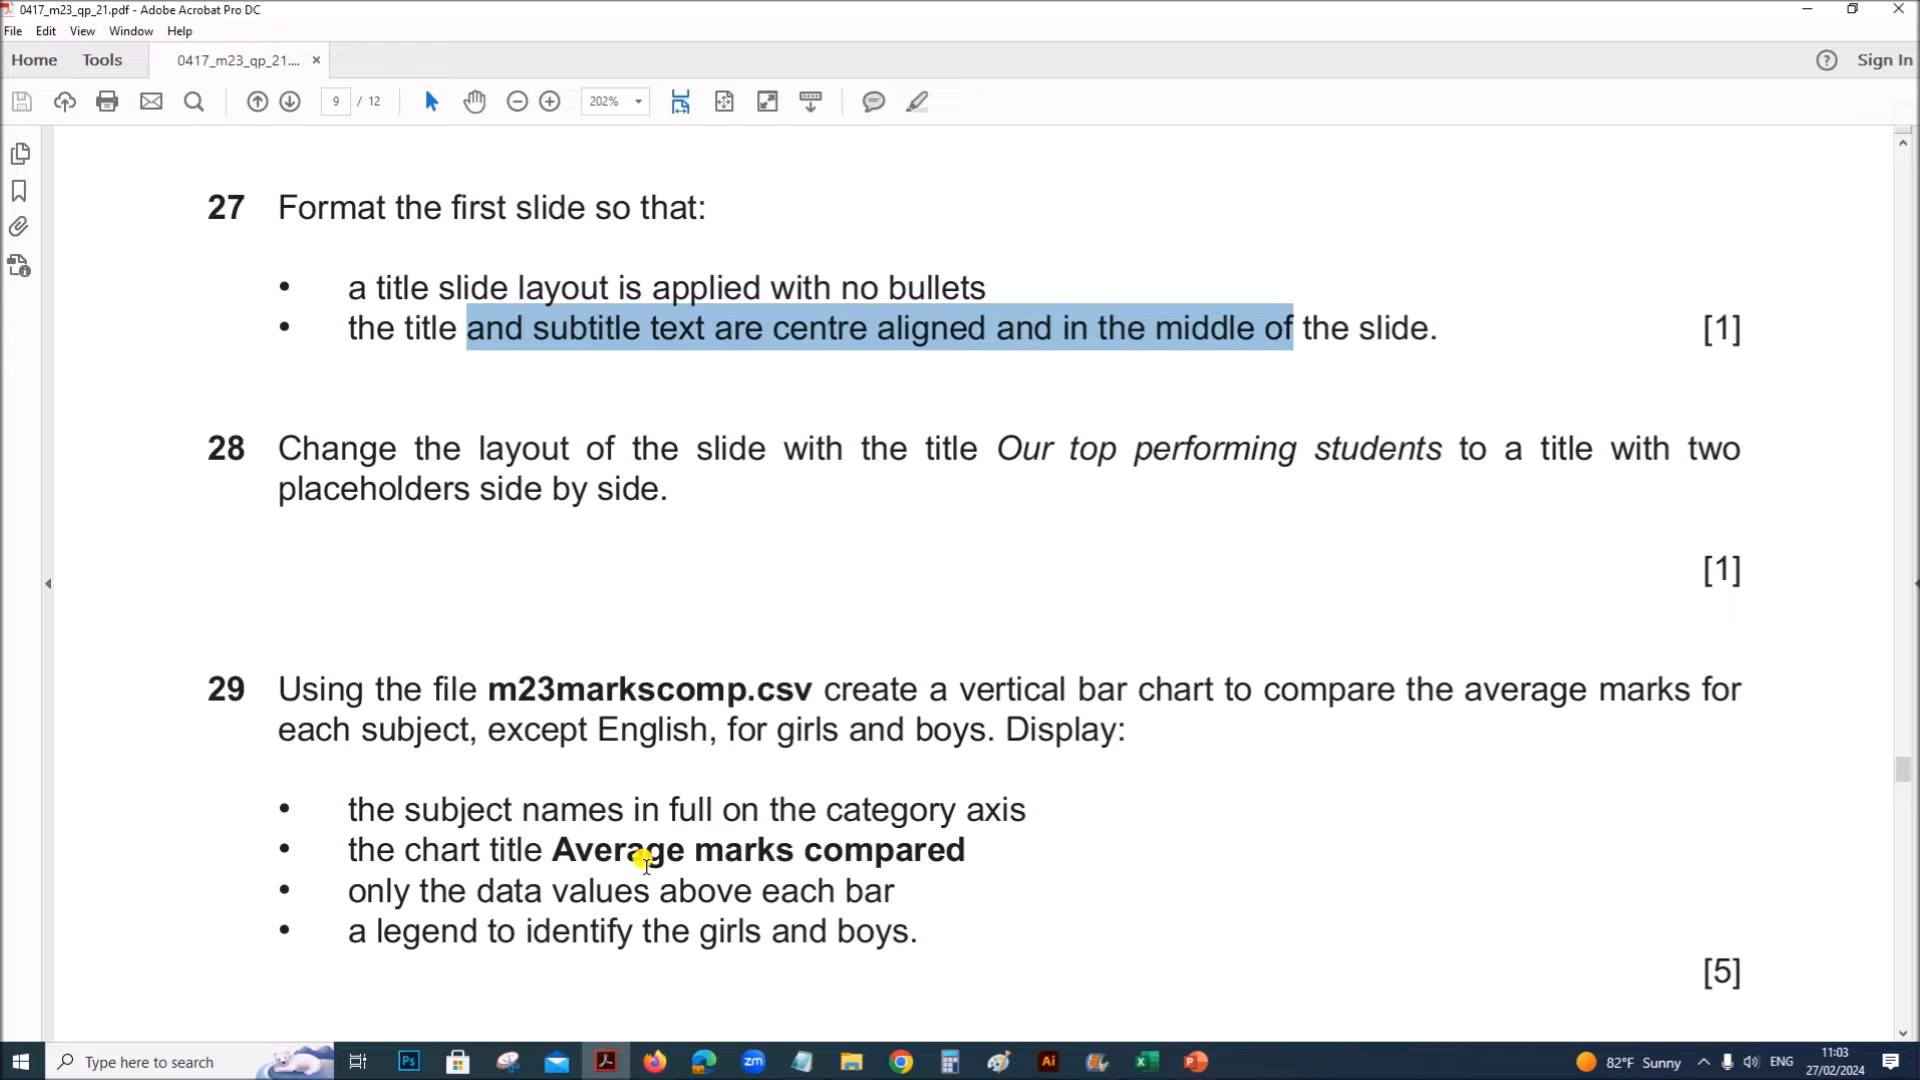 0417_m23_qp_21.pdf - Adobe Acrobat Pro DC
File Edit View Window Help
Home Tools 0417_m23_qp_21.... × ? Sign In
9 / 12 202%
27 Format the first slide so that:
• a title slide layout is applied with no bullets
• the title and subtitle text are centre aligned and in the middle of the slide. [1]
28 Change the layout of the slide with the title Our top performing students to a title with two
placeholders side by side.
[1]
29 Using the file m23markscomp.csv create a vertical bar chart to compare the average marks for
each subject, except English, for girls and boys. Display:
• the subject names in full on the category axis
• the chart title Average marks compared
• only the data values above each bar
• a legend to identify the girls and boys.
[5]
Type here to search Ps zm Ai 82°F Sunny ENG 11:03
27/02/2024